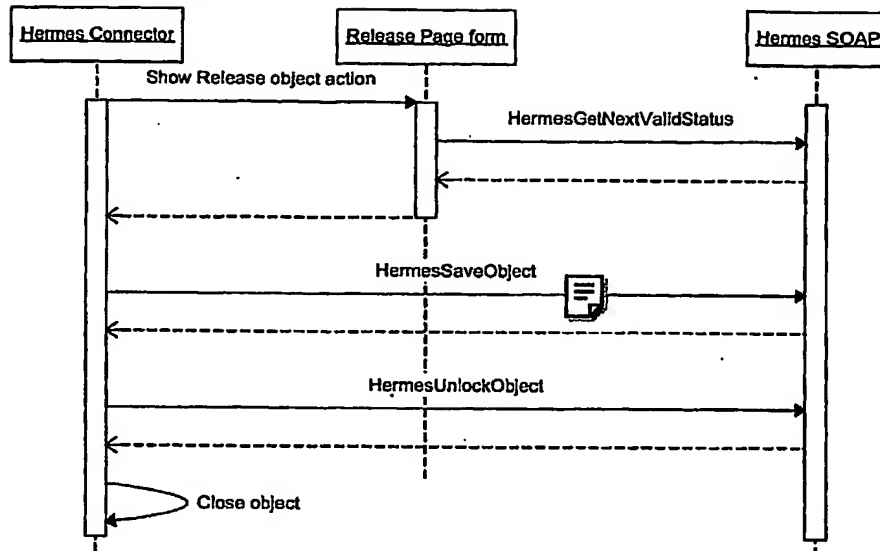 Hermes Connector
Release Page form
Hermes SOAP
Show Release object action
HermesGetNextValidStatus
HermesSaveObject
HermesUnlockObject
Close object